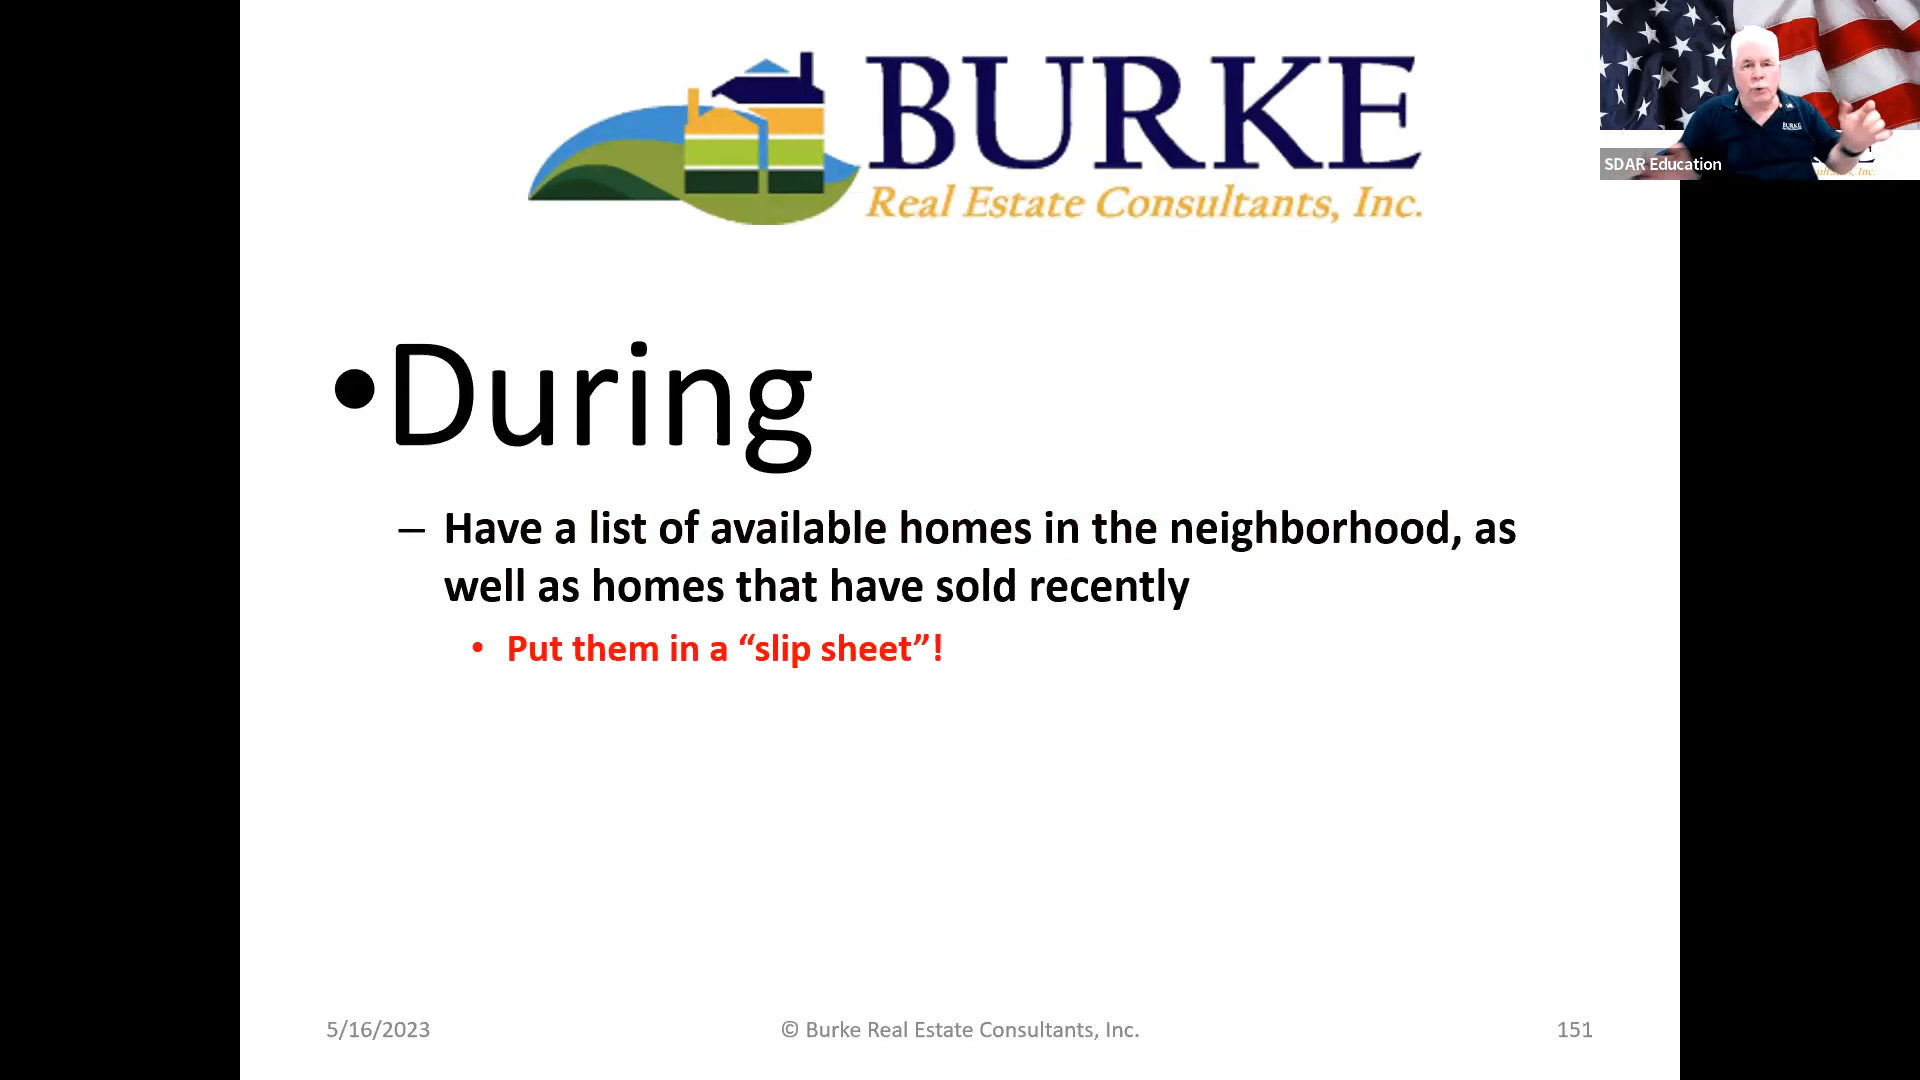 BURKE
Real Estate Consultants, Inc.
BURKE
SDAR Education
•During
– Have a list of available homes in the neighborhood, as
well as homes that have sold recently
• Put them in a “slip sheet”!
5/16/2023
© Burke Real Estate Consultants, Inc.
151